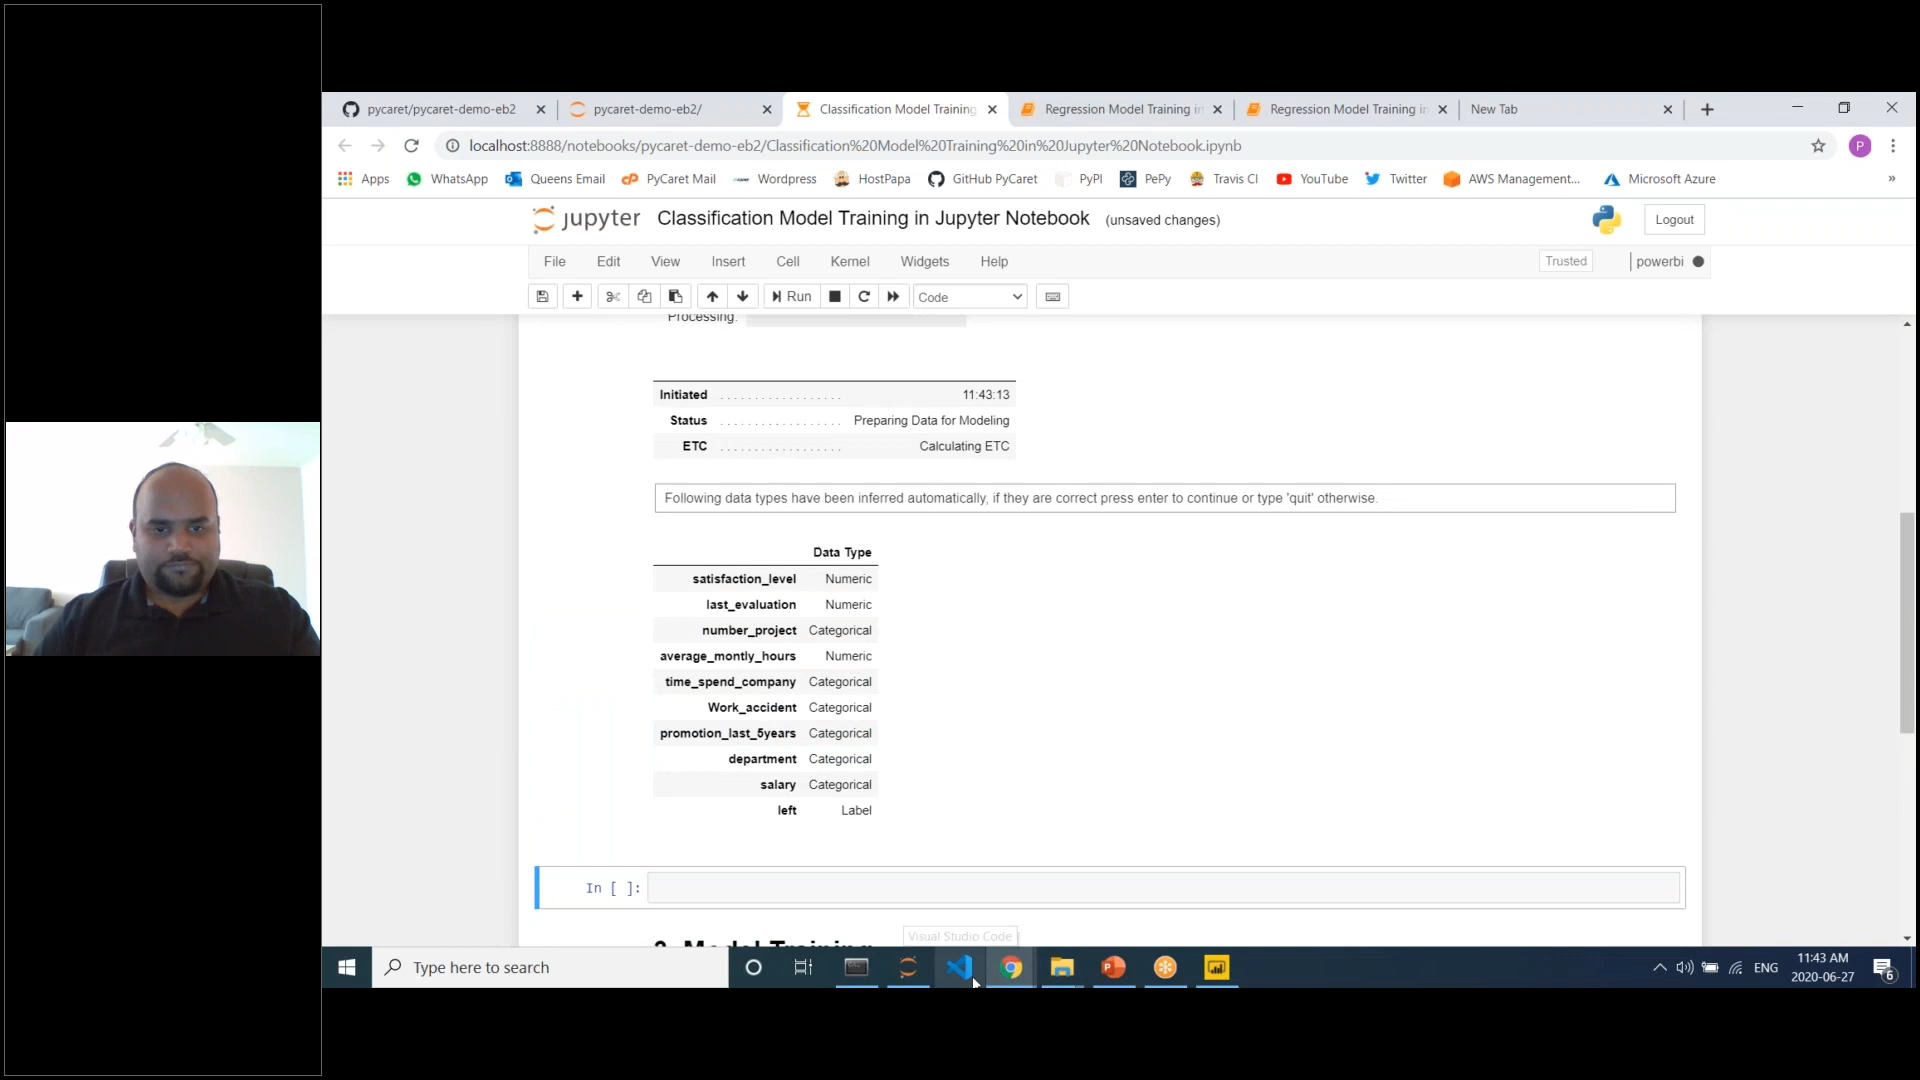 pycaret/pycaret-demo-eb2
pycaret-demo-eb2/
Classification Model Training
Regression Model Training in
Regression Model Training in
New Tab
localhost:8888/notebooks/pycaret-demo-eb2/Classification%20Model%20Training%20in%20Jupyter%20Notebook.ipynb
P
Apps WhatsApp Queens Email PyCaret Mail Wordpress HostPapa GitHub PyCaret PyPI PePy Travis CI YouTube Twitter AWS Management... Microsoft Azure »
jupyter Classification Model Training in Jupyter Notebook (unsaved changes)
Logout
File Edit View Insert Cell Kernel Widgets Help
Trusted
powerbi
Run
Code
Processing:
Initiated .................. 11:43:13
Status .................. Preparing Data for Modeling
ETC .................. Calculating ETC
Following data types have been inferred automatically, if they are correct press enter to continue or type 'quit' otherwise.
Data Type
satisfaction_level Numeric
last_evaluation Numeric
number_project Categorical
average_montly_hours Numeric
time_spend_company Categorical
Work_accident Categorical
promotion_last_5years Categorical
department Categorical
salary Categorical
left Label
In [ ]:
Model Training
Visual Studio Code
Type here to search
ENG
11:43 AM
2020-06-27
6